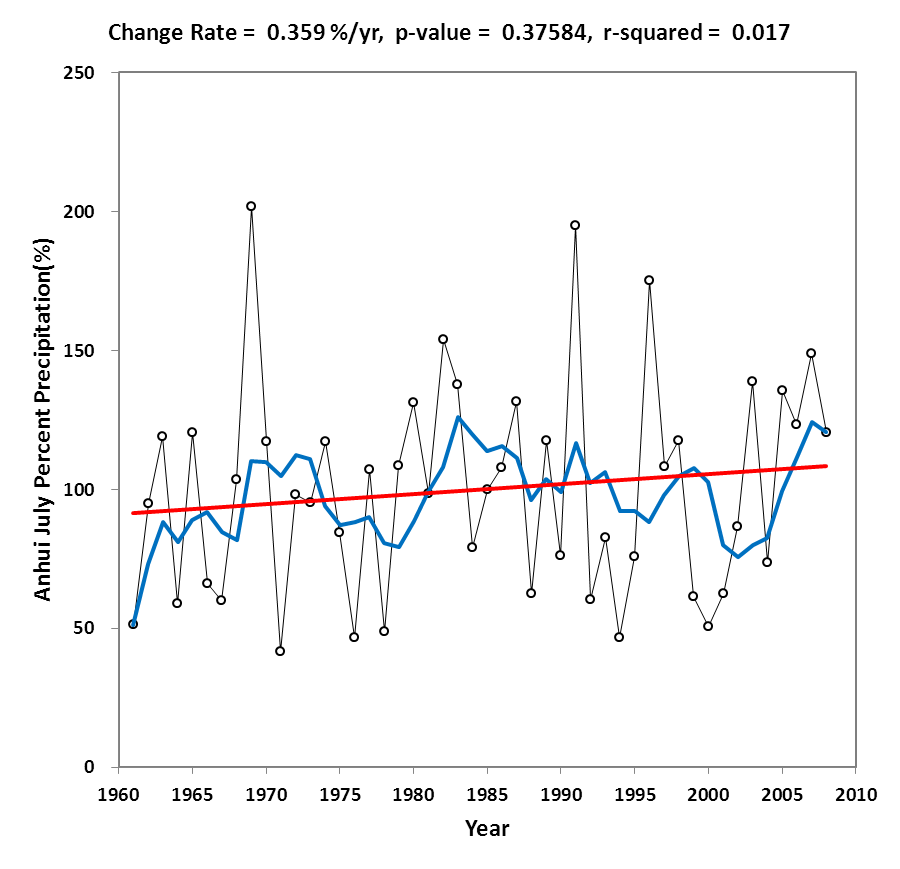 Change Rate = 0.359 %/yr, p-value = 0.37584, r-squared = 0.017
250
200
150
100
50
0
Anhui July Percent Precipitation(%)
1960 1965 1970 1975 1980 1985 1990 1995 2000 2005 2010
Year